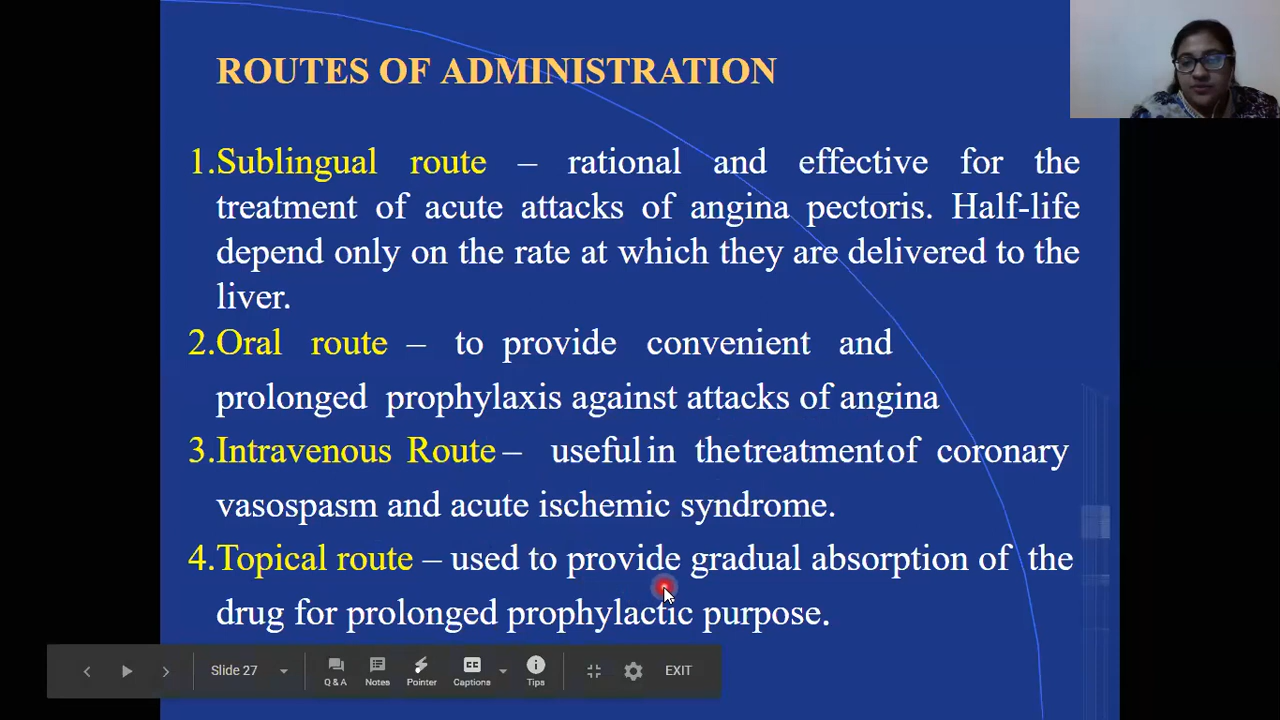 ROUTES OF ADMINISTRATION
1.Sublingual route – rational and effective for the
treatment of acute attacks of angina pectoris. Half-life
depend only on the rate at which they are delivered to the
liver.
2.Oral route – to provide convenient and
prolonged prophylaxis against attacks of angina
3.Intravenous Route – useful in thetreatmentof coronary
vasospasm and acute ischemic syndrome.
4.Topical route – used to provide gradual absorption of the
drug for prolonged prophylactic purpose.
Slide 27
Q & A
Notes
Pointer
CC
Captions
Tips
EXIT